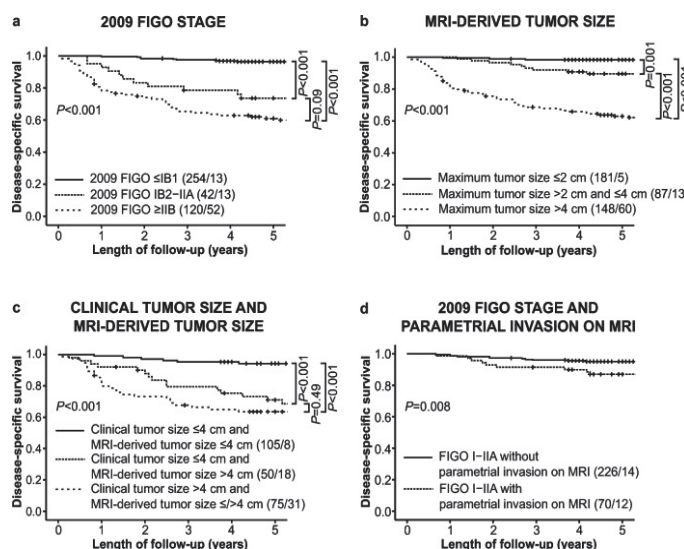 a
2009 FIGO STAGE
Disease-specific survival
1.0
0.8
0.6
0.4
0.2
0.0
P<0.001
P<0.001
P=0.09
P<0.001
2009 FIGO ≤IB1 (254/13)
2009 FIGO IB2–IIA (42/13)
2009 FIGO ≥IIB (120/52)
0 1 2 3 4 5
Length of follow-up (years)
b
MRI-DERIVED TUMOR SIZE
Disease-specific survival
1.0
0.8
0.6
0.4
0.2
0.0
P<0.001
P=0.001
P<0.001
Maximum tumor size ≤2 cm (181/5)
Maximum tumor size >2 cm and ≤4 cm (87/13
Maximum tumor size >4 cm (148/60)
0 1 2 3 4 5
Length of follow-up (years)
c
CLINICAL TUMOR SIZE AND
MRI-DERIVED TUMOR SIZE
Disease-specific survival
1.0
0.8
0.6
0.4
0.2
0.0
P<0.001
P<0.001
P=0.49
P<0.001
Clinical tumor size ≤4 cm and
MRI-derived tumor size ≤4 cm (105/8)
Clinical tumor size ≤4 cm and
MRI-derived tumor size >4 cm (50/18)
Clinical tumor size >4 cm and
MRI-derived tumor size ≤/>4 cm (75/31)
0 1 2 3 4 5
Length of follow-up (years)
d
2009 FIGO STAGE AND
PARAMETRIAL INVASION ON MRI
Disease-specific survival
1.0
0.8
0.6
0.4
0.2
0.0
P=0.008
FIGO I–IIA without
parametrial invasion on MRI (226/14)
FIGO I–IIA with
parametrial invasion on MRI (70/12)
0 1 2 3 4 5
Length of follow-up (years)